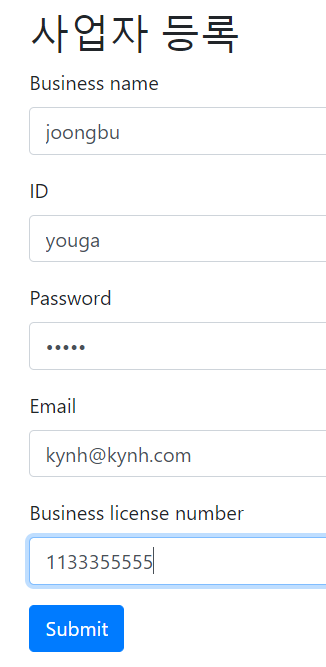 사업자 등록
Business name
joongbu
ID
youga
Password
•••••
Email
kynh@kynh.com
Business license number
1133355555
Submit